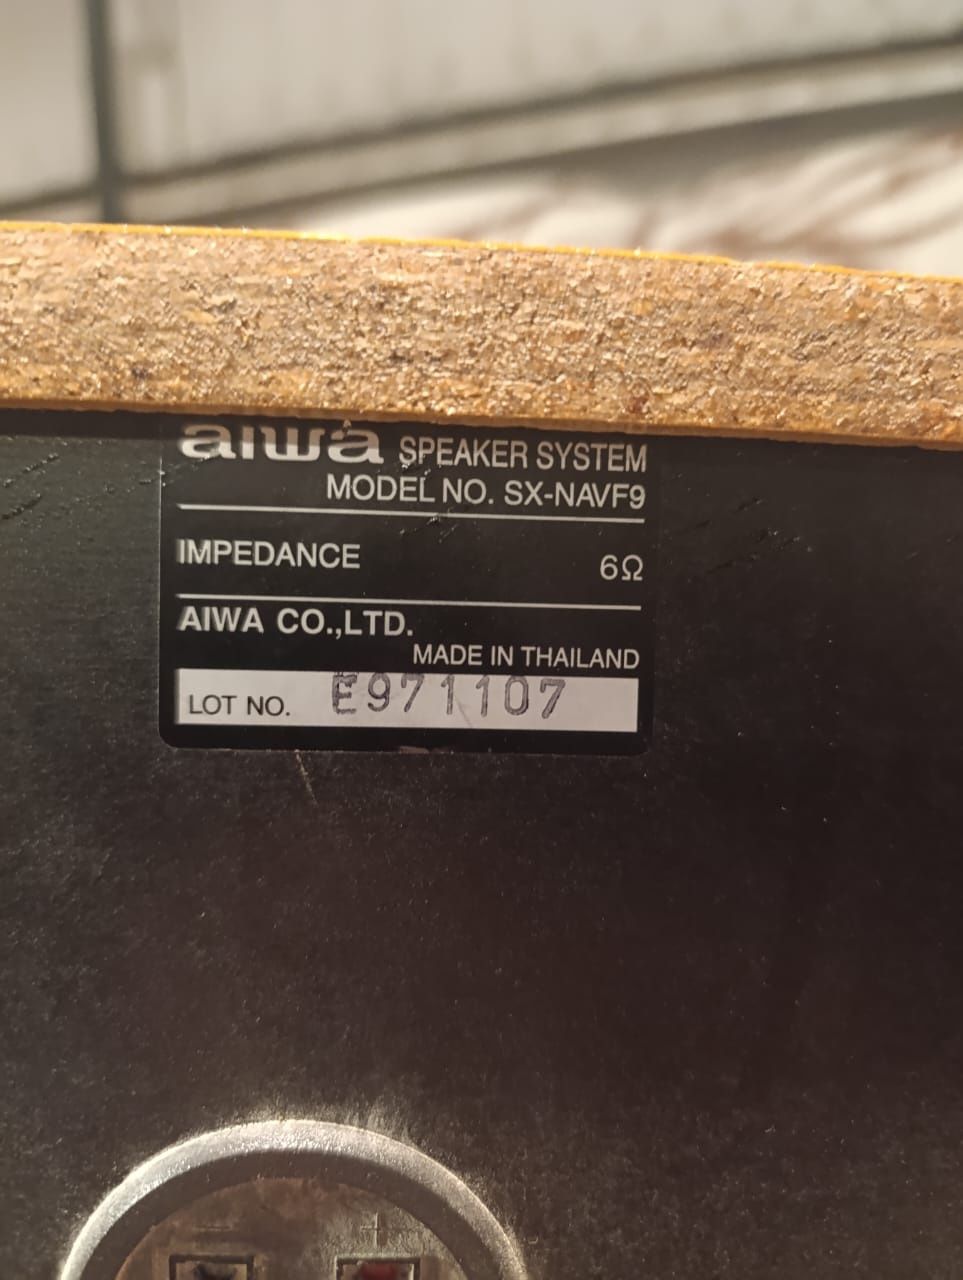 aiwa SPEAKER SYSTEM
MODEL NO. SX-NAVF9
IMPEDANCE 6Ω
AIWA CO.,LTD.
MADE IN THAILAND
LOT NO. E971107
- +